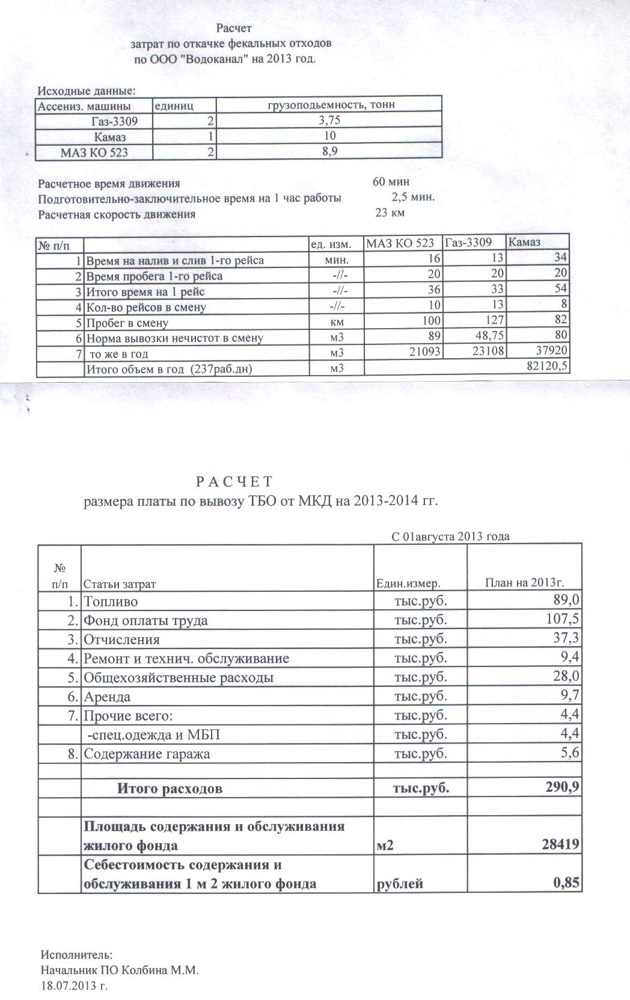 Расчет
затрат по откачке фекальных отходов
по ООО "Водоканал" на 2013 год.
Исходные данные:
Ассениз. машины единиц грузоподьемность, тонн
Газ-3309 2 3,75
Камаз 1 10
МАЗ КО 523 2 8,9
Расчетное время движения 60 мин
Подготовительно-заключительное время на 1 час работы 2,5 мин.
Расчетная скорость движения 23 км
№ п/п ед. изм. МАЗ КО 523 Газ-3309 Камаз
1 Время на налив и слив 1-го рейса мин. 16 13 34
2 Время пробега 1-го рейса -//- 20 20 20
3 Итого время на 1 рейс -//- 36 33 54
4 Кол-во рейсов в смену -//- 10 13 8
5 Пробег в смену км 100 127 82
6 Норма вывозки нечистот в смену м3 89 48,75 80
7 то же в год м3 21093 23108 37920
Итого объем в год (237раб.дн) м3 82120,5
Р А С Ч Е Т
размера платы по вывозу ТБО от МКД на 2013-2014 гг.
С 01августа 2013 года
№
п/п Статьи затрат Един.измер. План на 2013г.
1. Топливо тыс.руб. 89,0
2. Фонд оплаты труда тыс.руб. 107,5
3. Отчисления тыс.руб. 37,3
4. Ремонт и технич. обслуживание тыс.руб. 9,4
5. Общехозяйственные расходы тыс.руб. 28,0
6. Аренда тыс.руб. 9,7
7. Прочие всего: тыс.руб. 4,4
-спец.одежда и МБП тыс.руб. 4,4
8. Содержание гаража тыс.руб. 5,6
Итого расходов тыс.руб. 290,9
Площадь содержания и обслуживания
жилого фонда м2 28419
Себестоимость содержания и
обслуживания 1 м 2 жилого фонда рублей 0,85
Исполнитель:
Начальник ПО Колбина М.М.
18.07.2013 г.